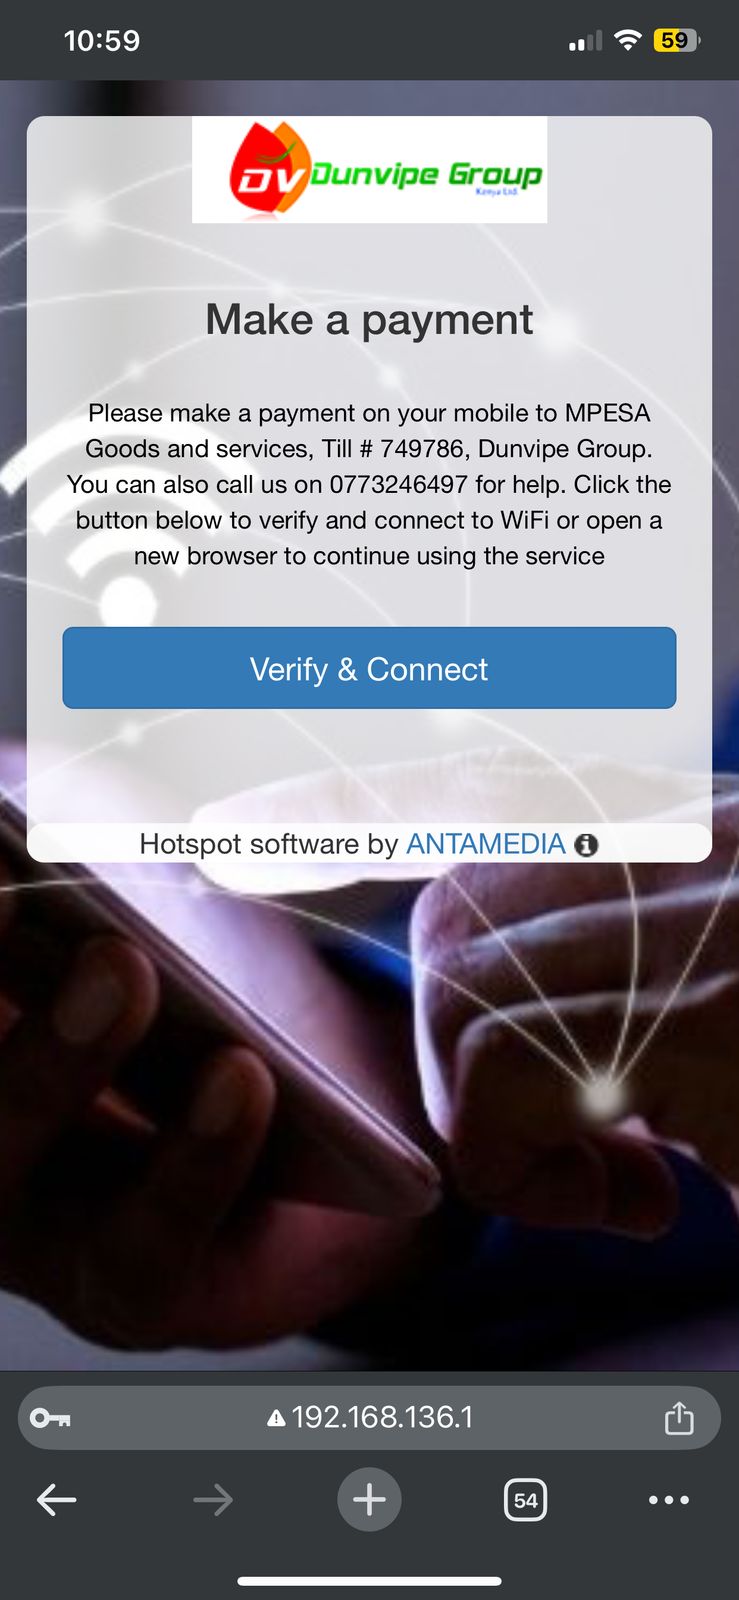 10:59
59
DV Dunvipe Group
Kenya Ltd.
Make a payment
Please make a payment on your mobile to MPESA
Goods and services, Till # 749786, Dunvipe Group.
You can also call us on 0773246497 for help. Click the
button below to verify and connect to WiFi or open a
new browser to continue using the service
Verify & Connect
Hotspot software by ANTAMEDIA
192.168.136.1
54